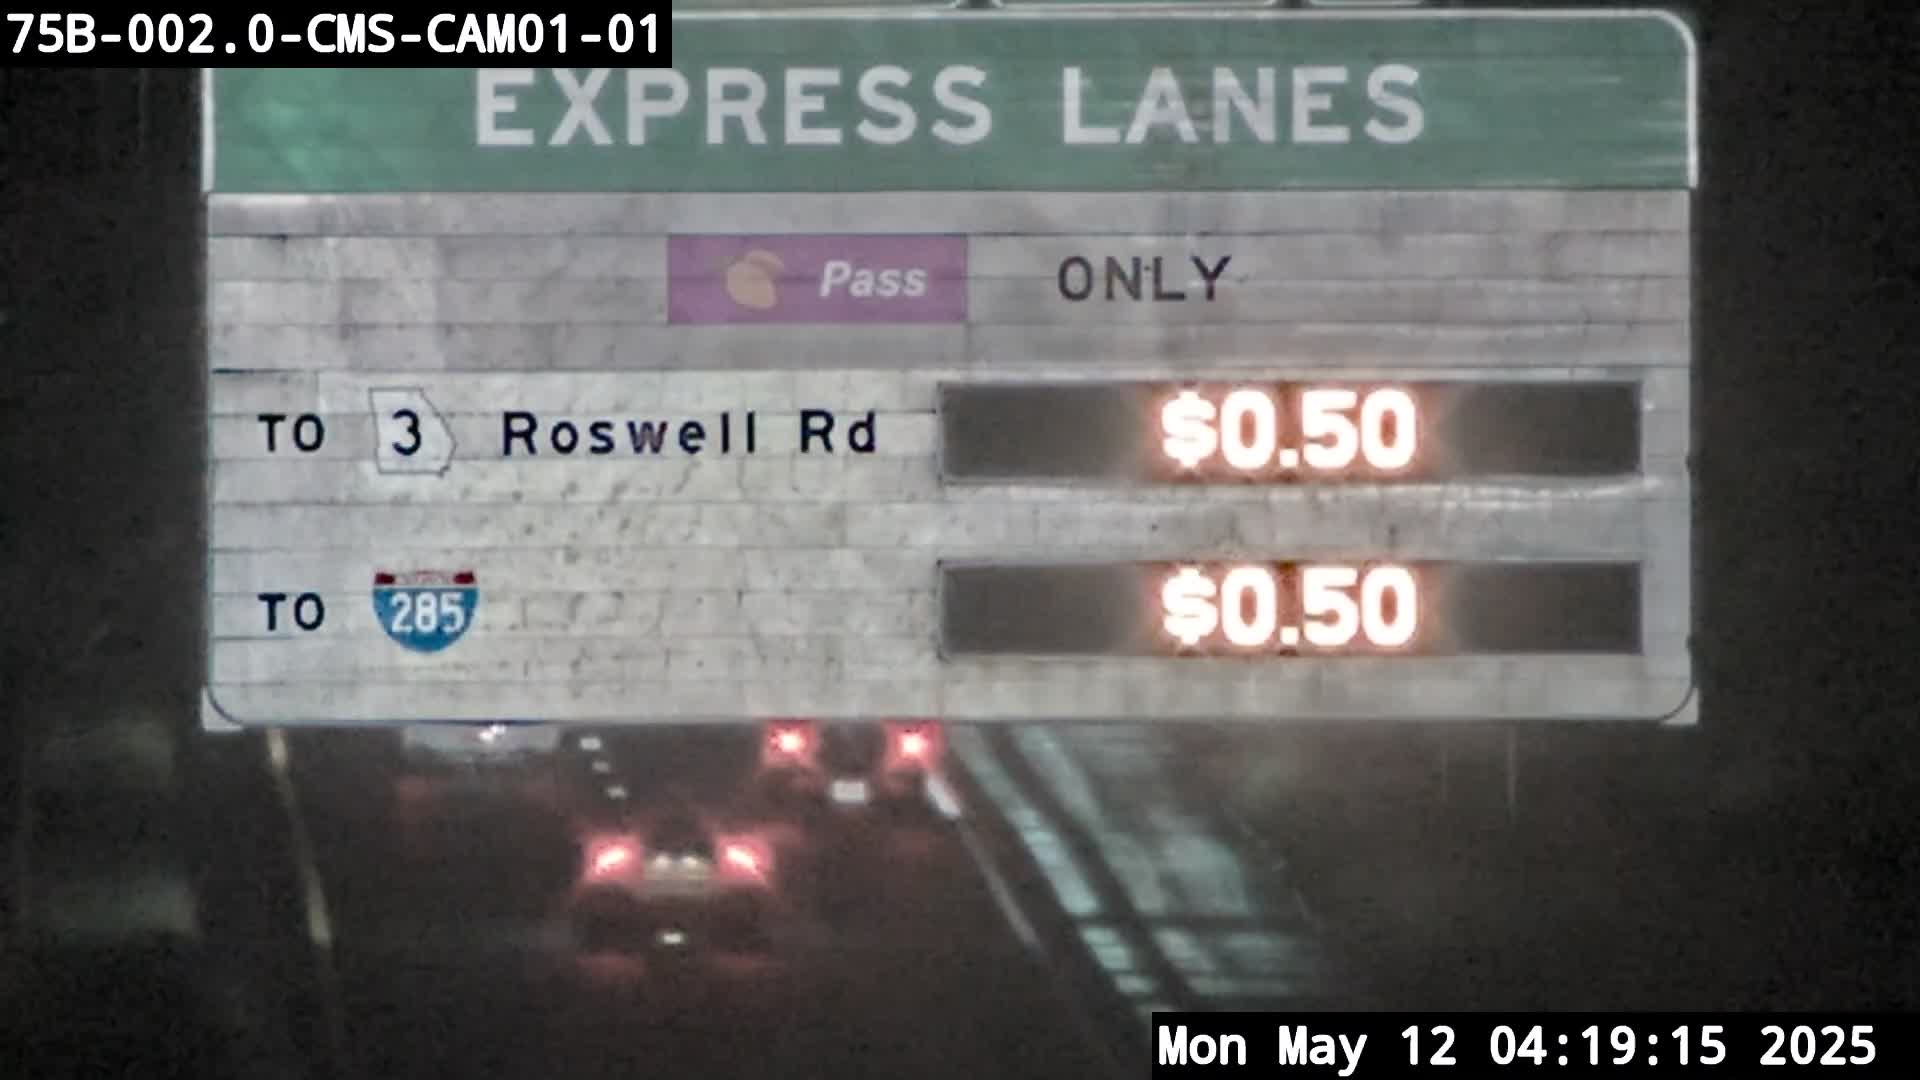 75B-002.0-CMS-CAM01-01
EXPRESS LANES
Pass ONLY
TO 3 Roswell Rd $0.50
TO 285 $0.50
Mon May 12 04:19:15 2025